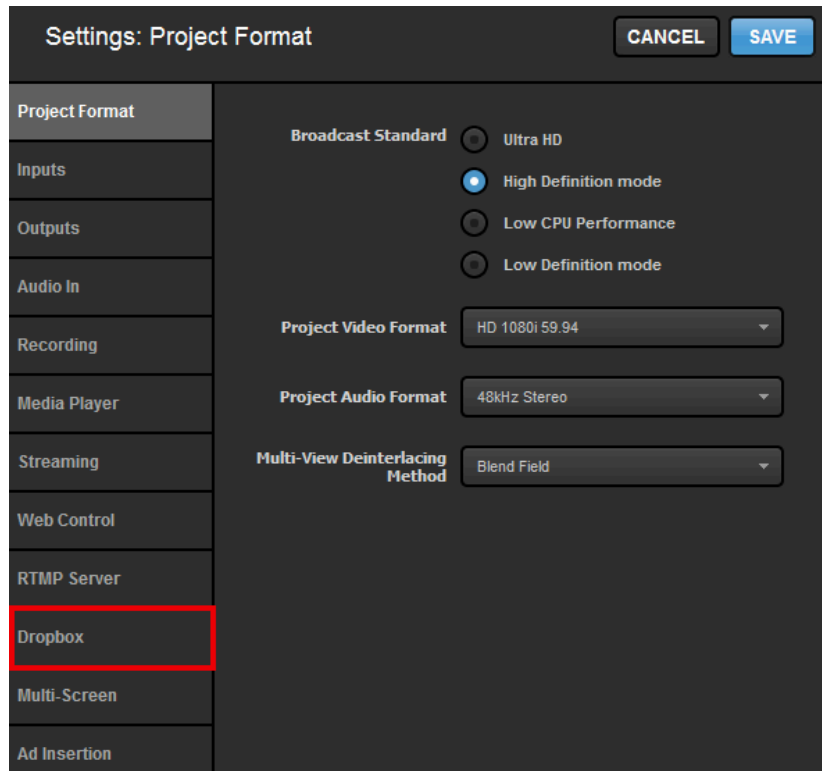 Settings: Project Format
CANCEL
SAVE
Project Format
Inputs
Outputs
Audio In
Recording
Media Player
Streaming
Web Control
RTMP Server
Dropbox
Multi-Screen
Ad Insertion
Broadcast Standard
Ultra HD
High Definition mode
Low CPU Performance
Low Definition mode
Project Video Format
HD 1080i 59.94
Project Audio Format
48kHz Stereo
Multi-View Deinterlacing
Method
Blend Field